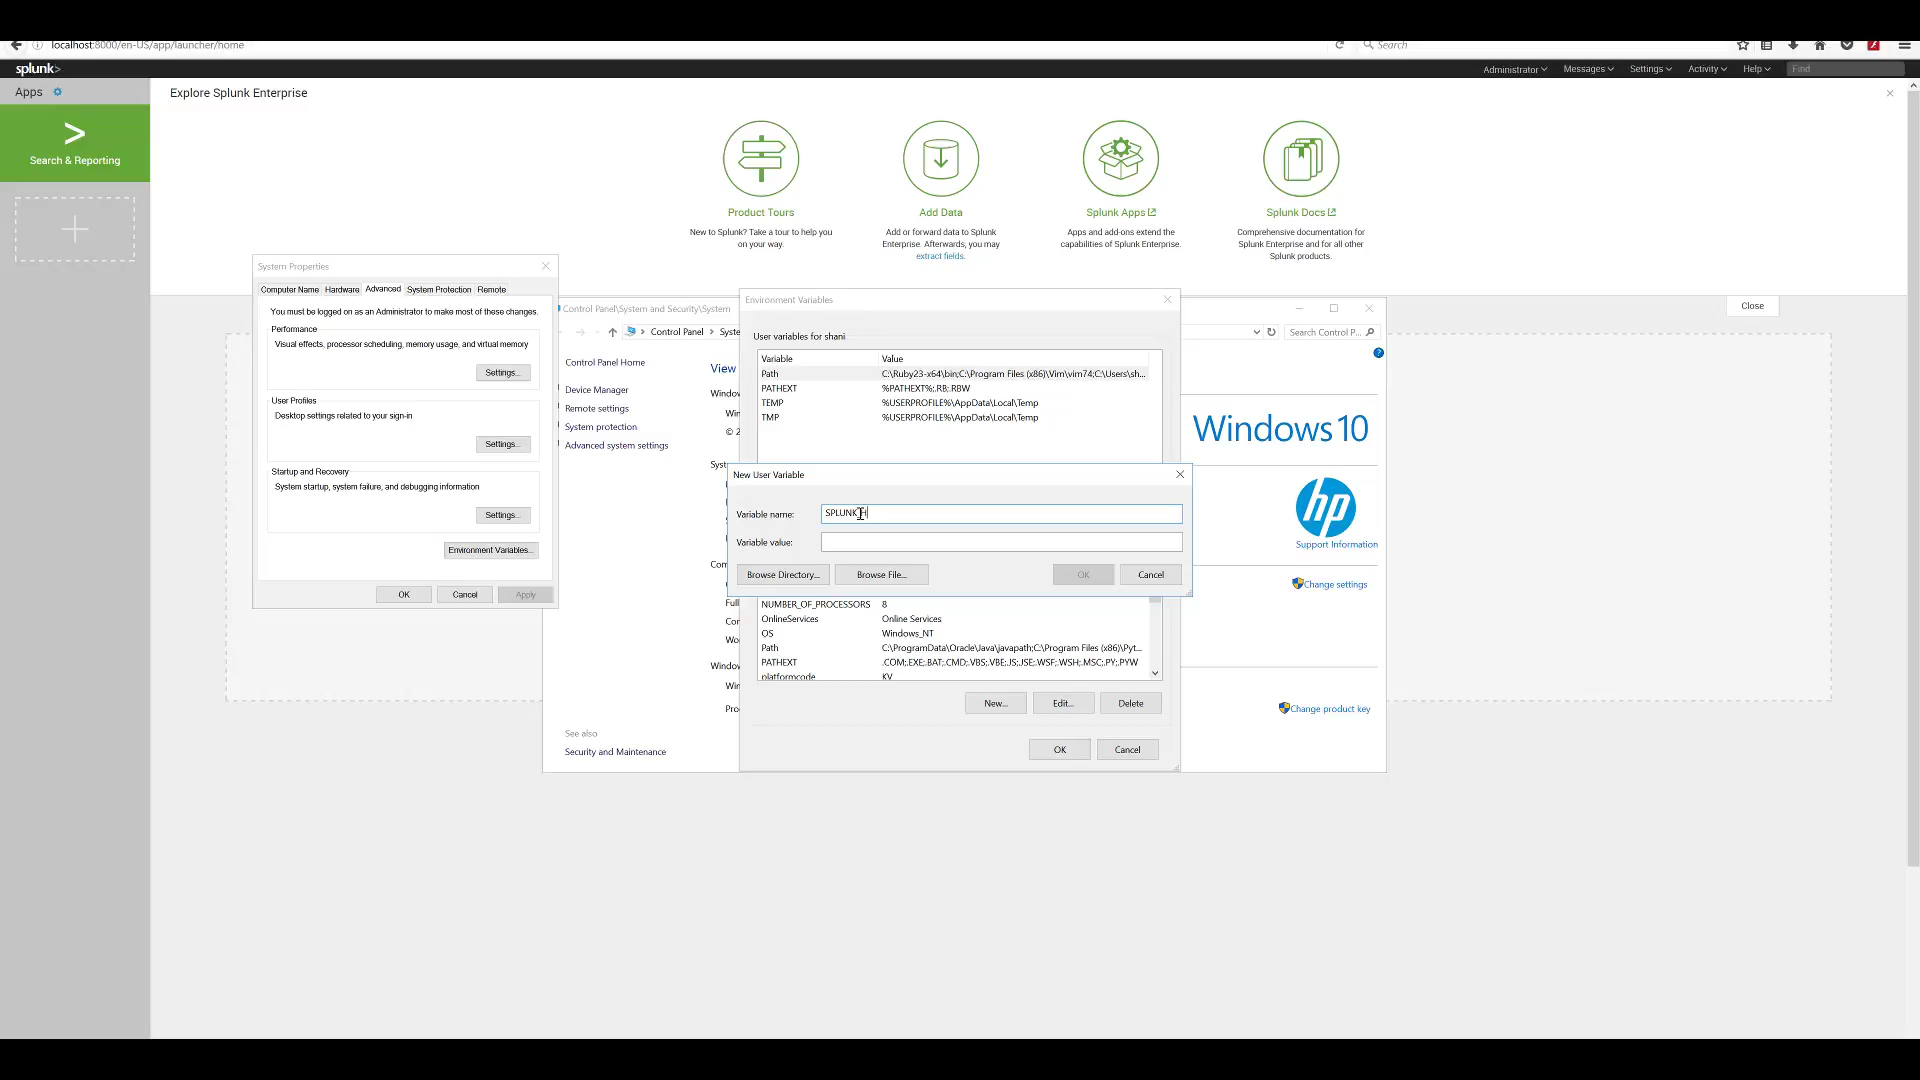 localhost:8000/en-US/app/launcher/home
Search
splunk>
Administrator
Messages
Settings
Activity
Help
Find
Apps
Explore Splunk Enterprise
>
Search & Reporting
Product Tours
New to Splunk? Take a tour to help you
on your way.
Add Data
Add or forward data to Splunk
Enterprise. Afterwards, you may
extract fields.
Splunk Apps
Apps and add-ons extend the
capabilities of Splunk Enterprise.
Splunk Docs
Comprehensive documentation for
Splunk Enterprise and for all other
Splunk products.
Close
System Properties
Computer Name
Hardware
Advanced
System Protection
Remote
You must be logged on as an Administrator to make most of these changes.
Performance
Visual effects, processor scheduling, memory usage, and virtual memory
Settings...
User Profiles
Desktop settings related to your sign-in
Settings...
Startup and Recovery
System startup, system failure, and debugging information
Settings...
Environment Variables...
OK
Cancel
Apply
Control Panel\System and Security\System
Control Panel > Syste
Search Control P...
Control Panel Home
Device Manager
Remote settings
System protection
Advanced system settings
See also
Security and Maintenance
View
Window
Win
© 2
Syst
Com
Full
Con
Wo
Window
Win
Pro
Windows 10
hp
Support Information
Change settings
Change product key
Environment Variables
User variables for shani
Variable Value
Path C:\Ruby23-x64\bin;C:\Program Files (x86)\Vim\vim74;C:\Users\sh...
PATHEXT %PATHEXT%;.RB;.RBW
TEMP %USERPROFILE%\AppData\Local\Temp
TMP %USERPROFILE%\AppData\Local\Temp
New User Variable
Variable name:
SPLUNK_H
Variable value:
Browse Directory...
Browse File...
OK
Cancel
NUMBER_OF_PROCESSORS 8
OnlineServices Online Services
OS Windows_NT
Path C:\ProgramData\Oracle\Java\javapath;C:\Program Files (x86)\Pyt...
PATHEXT .COM;.EXE;.BAT;.CMD;.VBS;.VBE;.JS;.JSE;.WSF;.WSH;.MSC;.PY;.PYW
platformcode KV
New...
Edit...
Delete
OK
Cancel